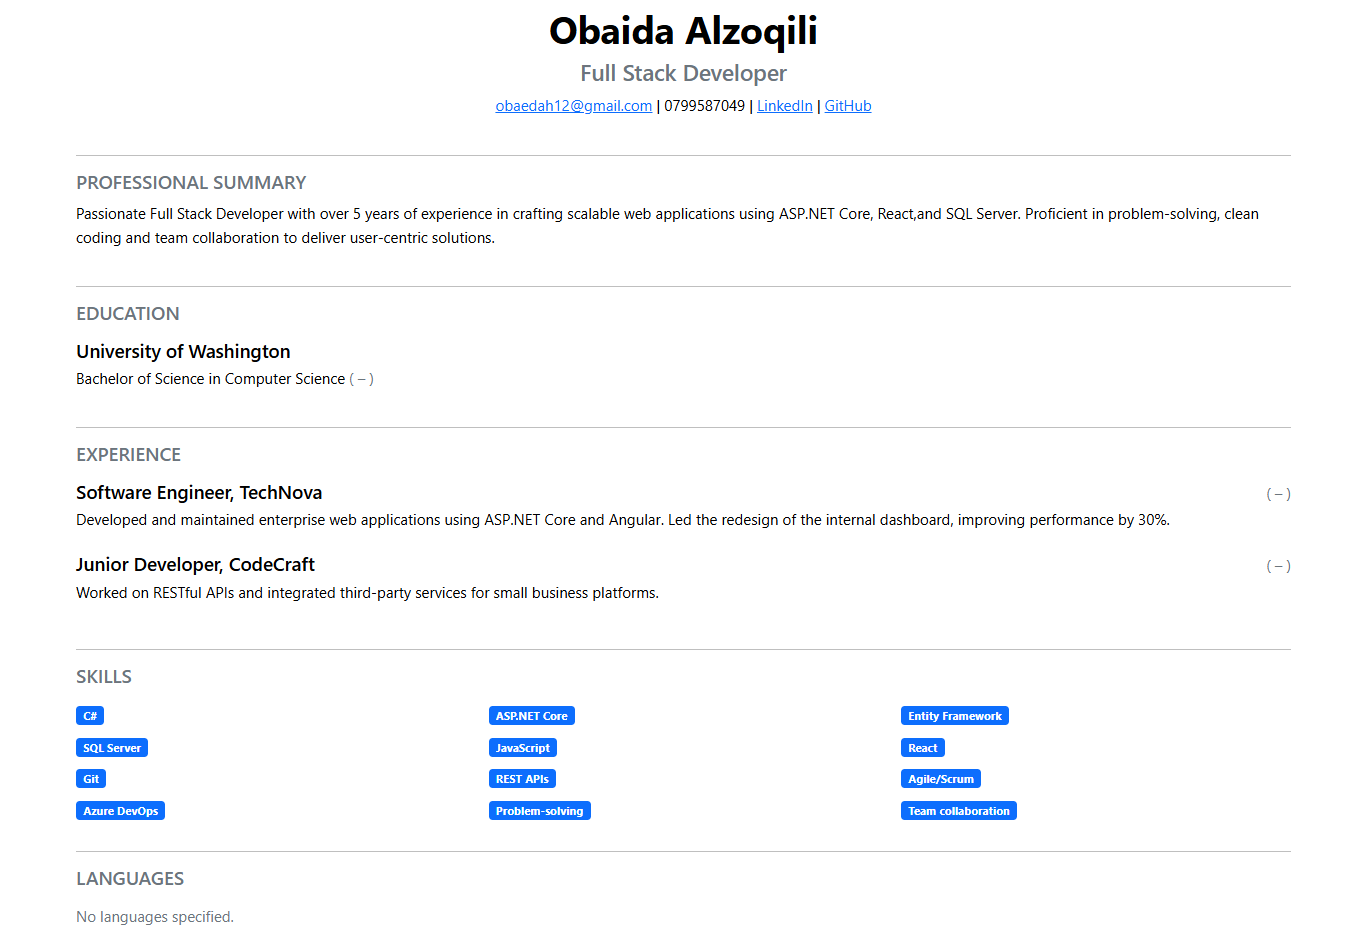 Obaida Alzoqili
Full Stack Developer
obaedah12@gmail.com | 0799587049 | LinkedIn | GitHub
PROFESSIONAL SUMMARY
Passionate Full Stack Developer with over 5 years of experience in crafting scalable web applications using ASP.NET Core, React,and SQL Server. Proficient in problem-solving, clean
coding and team collaboration to deliver user-centric solutions.
EDUCATION
University of Washington
Bachelor of Science in Computer Science ( – )
EXPERIENCE
Software Engineer, TechNova ( – )
Developed and maintained enterprise web applications using ASP.NET Core and Angular. Led the redesign of the internal dashboard, improving performance by 30%.
Junior Developer, CodeCraft ( – )
Worked on RESTful APIs and integrated third-party services for small business platforms.
SKILLS
C# ASP.NET Core Entity Framework
SQL Server JavaScript React
Git REST APIs Agile/Scrum
Azure DevOps Problem-solving Team collaboration
LANGUAGES
No languages specified.